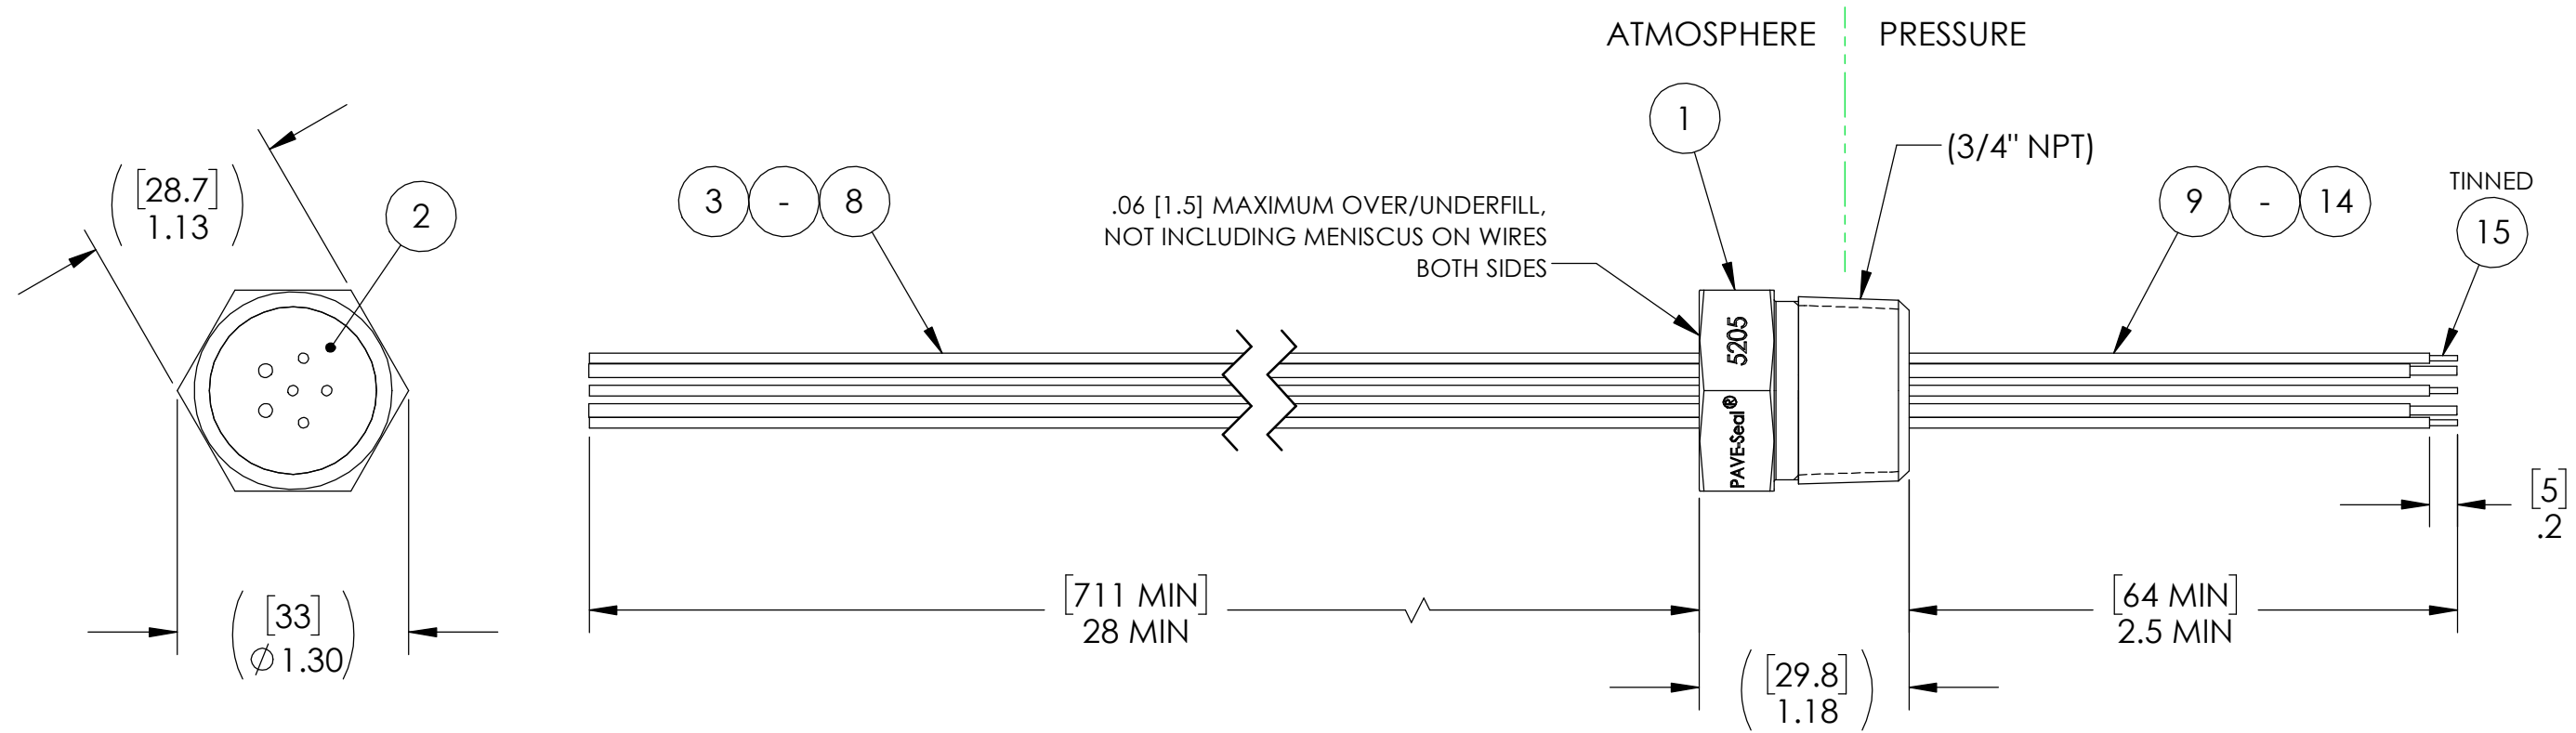 ATMOSPHERE
PRESSURE
1
(3/4" NPT)
([28.7]
1.13)
2
3 - 8
.06 [1.5] MAXIMUM OVER/UNDERFILL,
NOT INCLUDING MENISCUS ON WIRES
BOTH SIDES
9 - 14
TINNED
15
5205
PAVE-Seal®
[5]
.2
[711 MIN]
28 MIN
[64 MIN]
2.5 MIN
([33]
Ø 1.30)
([29.8]
1.18)